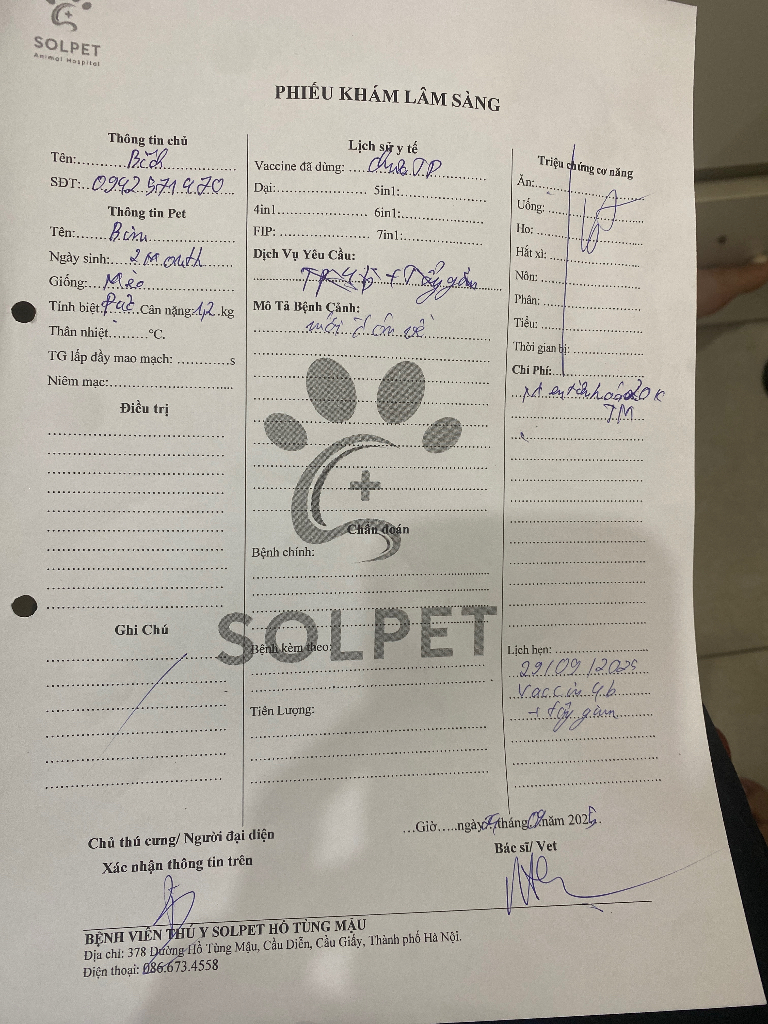 SOLPET
Animal Hospital
PHIẾU KHÁM LÂM SÀNG
Thông tin chủ
Tên: Bích
SĐT: 0942 571 970
Thông tin Pet
Tên: Bim
Ngày sinh: 2 Month
Giống: Mèo
Tính biệt: Đực Cân nặng: 1,2 kg
Thân nhiệt.........°C.
TG lấp đầy mao mạch: ............s
Niêm mạc:
Điều trị
Ghi Chú
Lịch sử y tế
Vaccine đã dùng: chưa TP
Dại: 5in1:
4in1 6in1:
FIP: 7in1:
Dịch Vụ Yêu Cầu:
TP 4b + Tẩy giun
Mô Tả Bệnh Cảnh:
mới đón về
Chẩn đoán
Bệnh chính:
SOLPET
Bệnh kèm theo:
Tiên Lượng:
Triệu chứng cơ năng
Ăn:
Uống:
Ho:
Hắt xì:
Nôn:
Phân:
Tiểu:
Thời gian bị:
Chi Phí:
men tiêu hoá 20k
TM
Lịch hẹn:
29/09/2025
Vaccin 4b
+ tẩy giun
Chủ thú cưng/ Người đại diện
Xác nhận thông tin trên
...Giờ.....ngày tháng 09 năm 2025.
Bác sĩ/ Vet
BỆNH VIỆN THÚ Y SOLPET HỒ TÙNG MẬU
Địa chỉ: 378 Đường Hồ Tùng Mậu, Cầu Diễn, Cầu Giấy, Thành phố Hà Nội.
Điện thoại: 086.673.4558